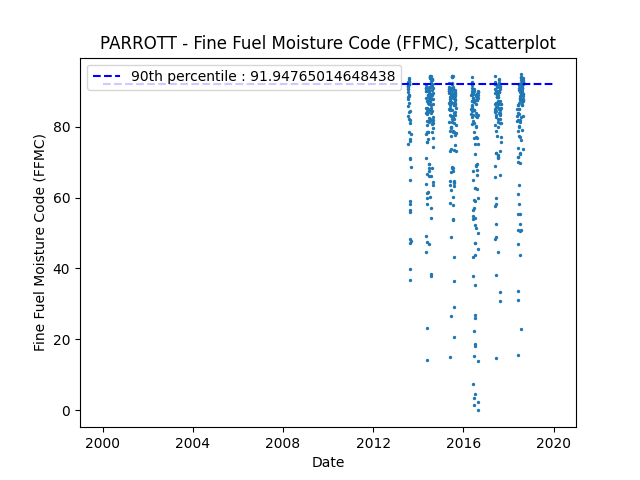 PARROTT - Fine Fuel Moisture Code (FFMC), Scatterplot
90th percentile : 91.94765014648438
80
60
40
20
0
Fine Fuel Moisture Code (FFMC)
2000 2004 2008 2012 2016 2020
Date